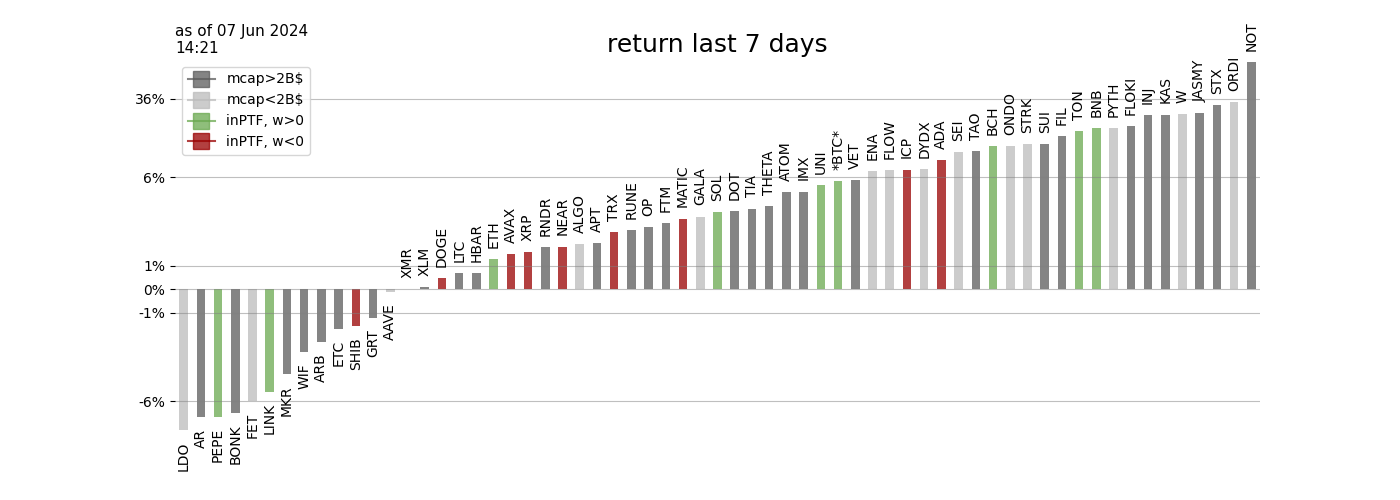 as of 07 Jun 2024
14:21
return last 7 days
mcap>2B$
mcap<2B$
inPTF, w>0
inPTF, w<0
36%
6%
1%
0%
-1%
-6%
LDO
AR
PEPE
BONK
FET
LINK
MKR
WIF
ARB
ETC
SHIB
GRT
AAVE
XMR
XLM
DOGE
LTC
HBAR
ETH
AVAX
XRP
RNDR
NEAR
ALGO
APT
TRX
RUNE
OP
FTM
MATIC
GALA
SOL
DOT
TIA
THETA
ATOM
IMX
UNI
*BTC*
VET
ENA
FLOW
ICP
DYDX
ADA
SEI
TAO
BCH
ONDO
STRK
SUI
FIL
TON
BNB
PYTH
FLOKI
INJ
KAS
W
JASMY
STX
ORDI
NOT